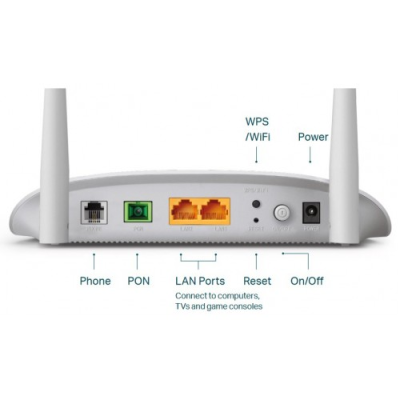 WPS
/WiFi
Power
Phone
PON
LAN Ports
Reset
On/Off
Connect to computers,
TVs and game consoles